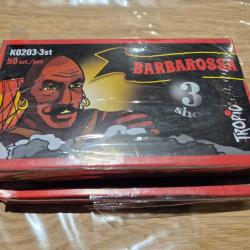 K0203-3st
50 szt./pcs
BARBAROSSA
3
shots
TROPIC